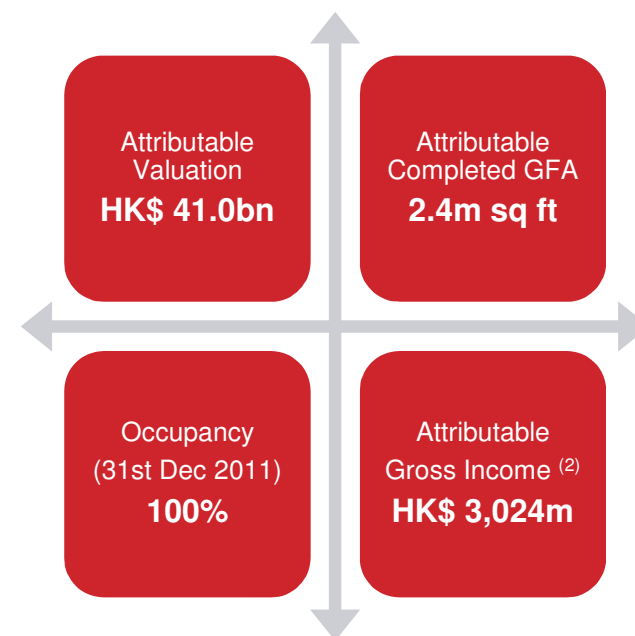 Attributable
Valuation
HK$ 41.0bn
Attributable
Completed GFA
2.4m sq ft
Occupancy
(31st Dec 2011)
100%
Attributable
Gross Income (2)
HK$ 3,024m